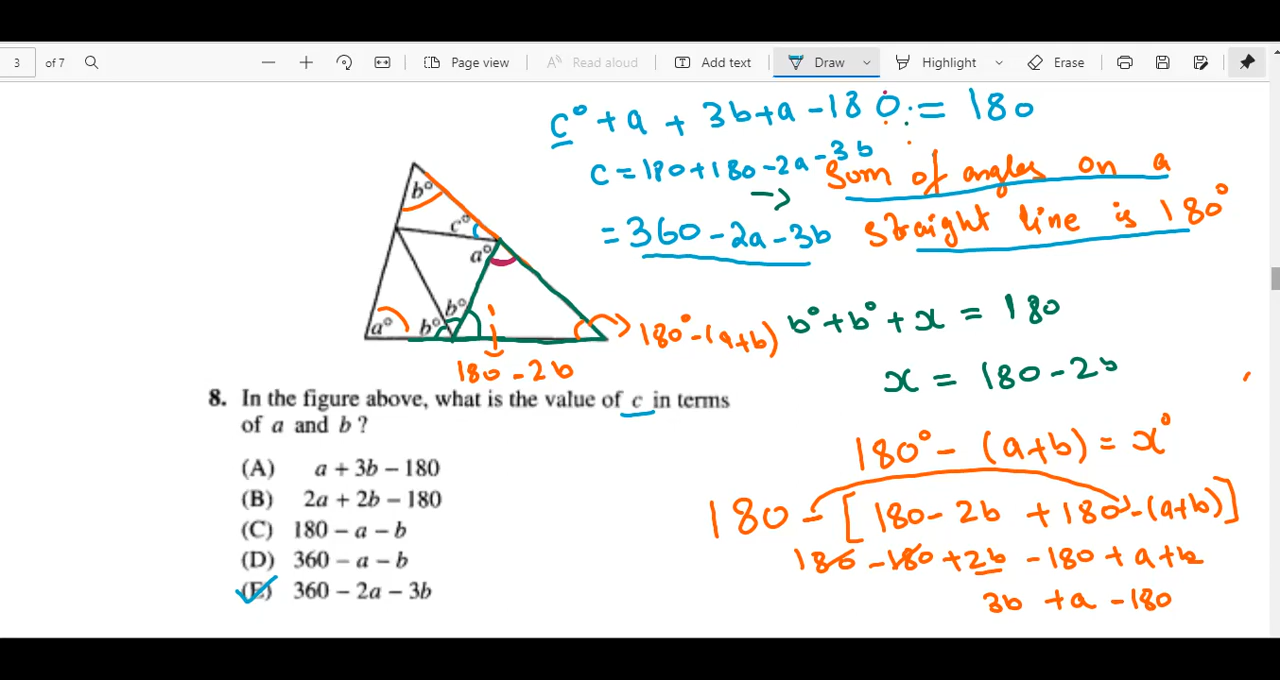 3 of 7 Page view Read aloud Add text Draw Highlight Erase
c° + a + 3b + a - 180 = 180
c = 180 + 180 - 2a - 3b
= 360 - 2a - 3b
Sum of angles on a
straight line is 180°
b°
c°
a°
b°
a° b°
180° - (a+b)
180 - 2b
b° + b° + x = 180
x = 180 - 2b
8. In the figure above, what is the value of c in terms
of a and b ?
(A) a + 3b – 180
(B) 2a + 2b – 180
(C) 180 – a – b
(D) 360 – a – b
(E) 360 – 2a – 3b
180° - (a+b) = x°
180 - [180 - 2b + 180 - (a+b)]
180 - 180 + 2b - 180 + a + b
3b + a - 180